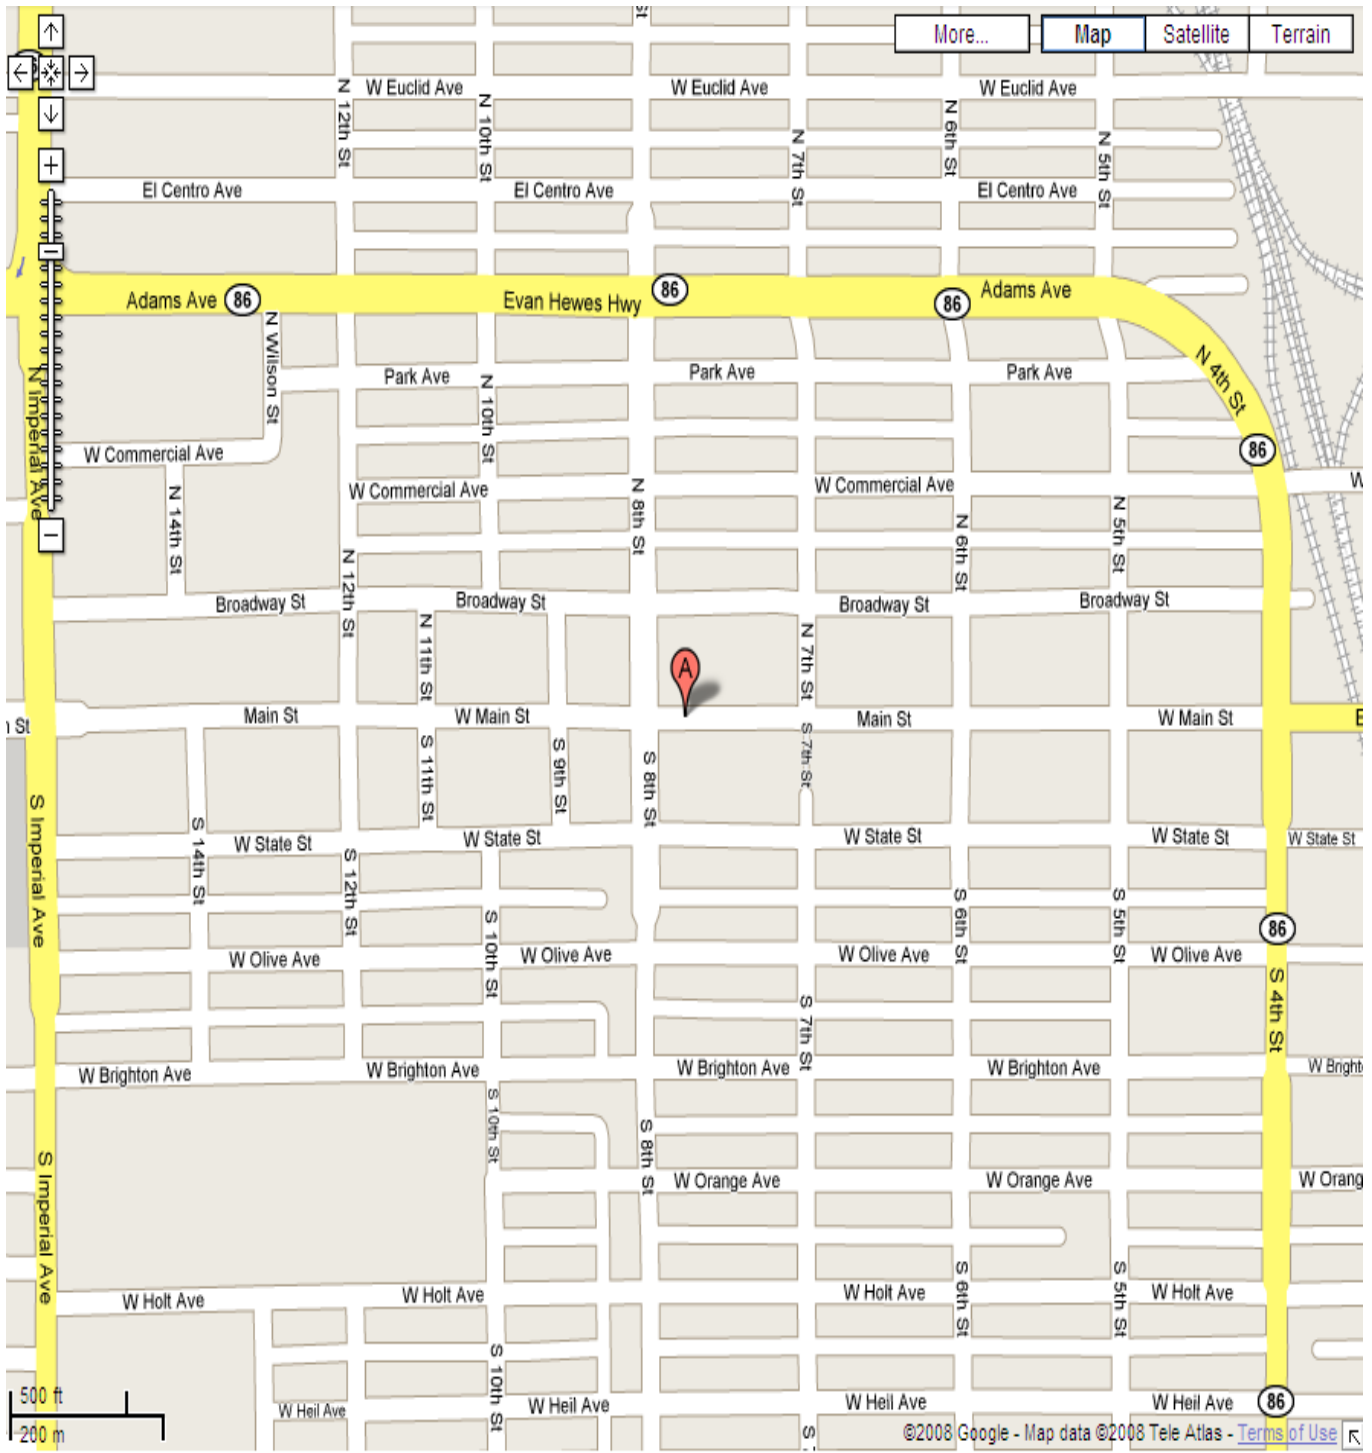 St
More...
Map
Satellite
Terrain
W Euclid Ave
W Euclid Ave
W Euclid Ave
N 12th St
N 10th St
N 7th St
N 6th St
N 5th St
El Centro Ave
El Centro Ave
El Centro Ave
Adams Ave
86
Evan Hewes Hwy
86
86
Adams Ave
N Wilson St
N Imperial Ave
Park Ave
Park Ave
Park Ave
N 4th St
N 10th St
86
W Commercial Ave
W Commercial Ave
W Commercial Ave
W
N 14th St
N 8th St
N 6th St
N 5th St
N 12th St
Broadway St
Broadway St
Broadway St
Broadway St
N 11th St
N 7th St
A
n St
Main St
W Main St
Main St
W Main St
E
S 11th St
S 9th St
S 8th St
S 7th St
S Imperial Ave
S 14th St
W State St
W State St
W State St
W State St
W State St
S 12th St
S 10th St
S 6th St
S 5th St
86
W Olive Ave
W Olive Ave
W Olive Ave
W Olive Ave
S 7th St
S 4th St
W Brighton Ave
W Brighton Ave
W Brighton Ave
W Brighton Ave
W Bright
S 10th St
S 8th St
S Imperial Ave
W Orange Ave
W Orange Ave
W Orang
S 6th St
S 5th St
W Holt Ave
W Holt Ave
W Holt Ave
W Holt Ave
S 10th St
500 ft
200 m
W Heil Ave
W Heil Ave
W Heil Ave
W Heil Ave
86
S
©2008 Google - Map data ©2008 Tele Atlas - Terms of Use